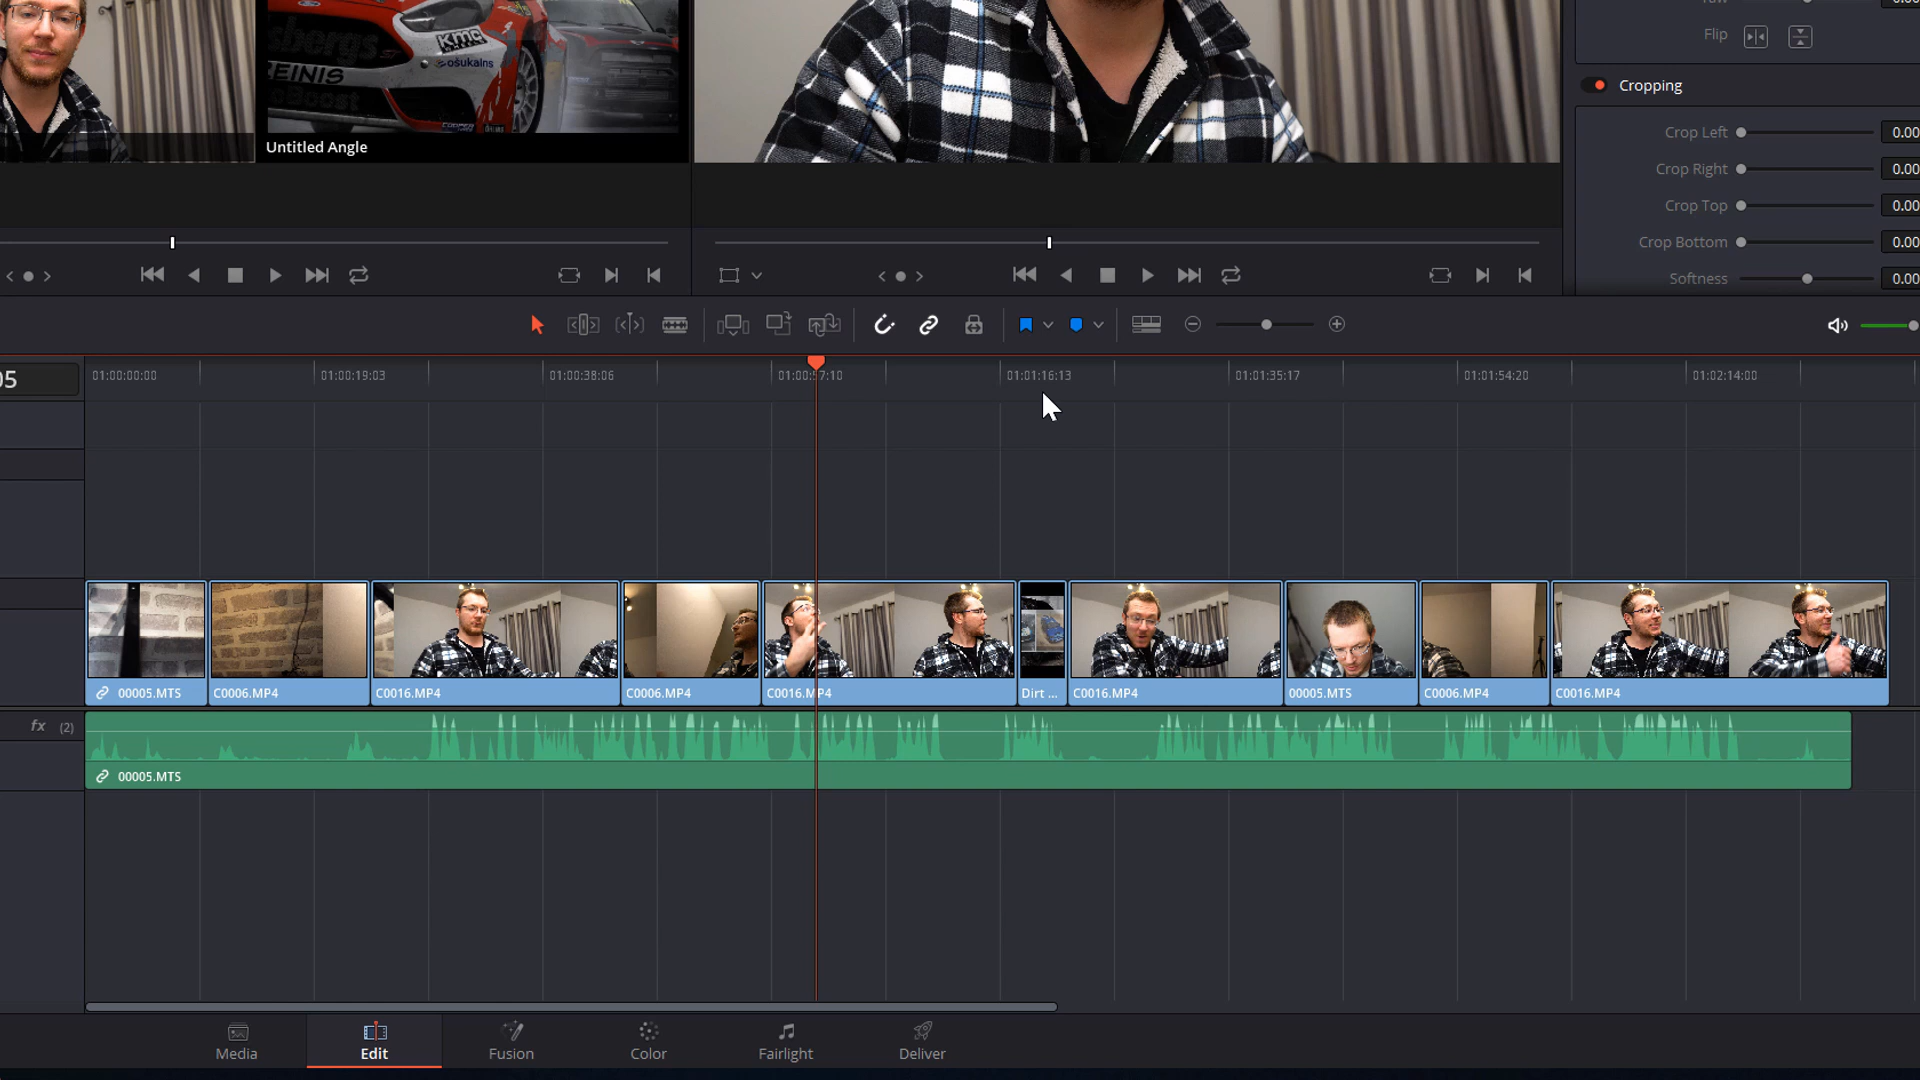 Flip
KMC
ošukalns
EINIS
Cropping
Crop Left 0.00
Untitled Angle
Crop Right 0.00
Crop Top 0.00
Crop Bottom 0.00
Softness 0.00
05
01:00:00:00 01:00:19:03 01:00:38:06 01:00:57:10 01:01:16:13 01:01:35:17 01:01:54:20 01:02:14:00
00005.MTS C0006.MP4 C0016.MP4 C0006.MP4 C0016.MP4 Dirt ... C0016.MP4 00005.MTS C0006.MP4 C0016.MP4
fx (2)
00005.MTS
Media Edit Fusion Color Fairlight Deliver